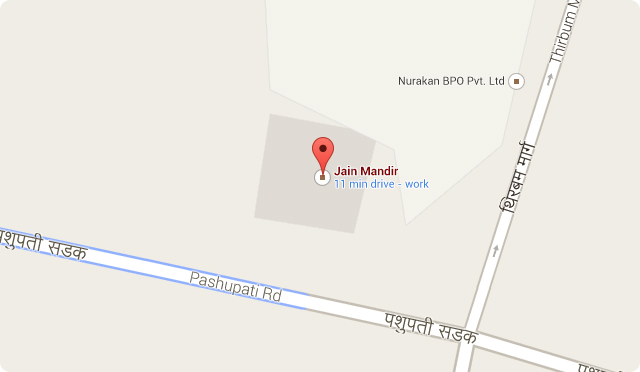 Thirbum M
Nurakan BPO Pvt. Ltd
Jain Mandir
11 min drive - work
थिरबम मार्ग
पशुपती सडक
Pashupati Rd
पशुपती सडक